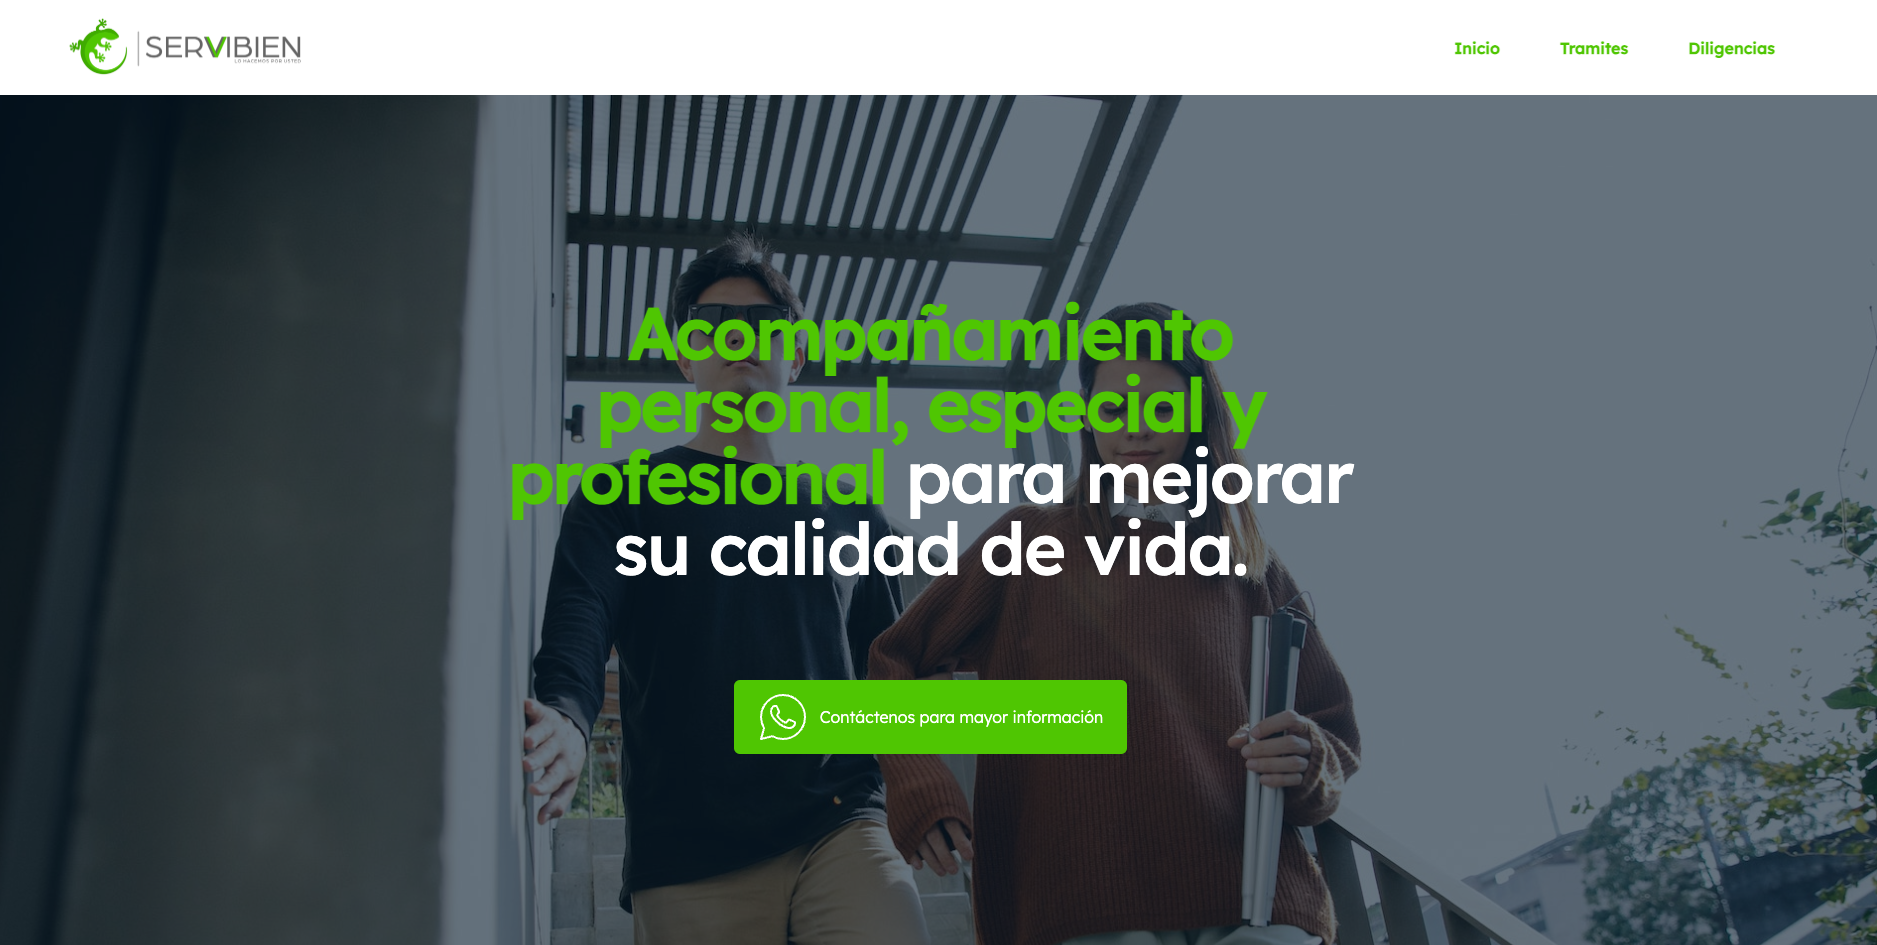 SERVIBIEN
LO HACEMOS POR USTED
Inicio
Tramites
Diligencias
Acompañamiento
personal, especial y
profesional para mejorar
su calidad de vida.
Contáctenos para mayor información